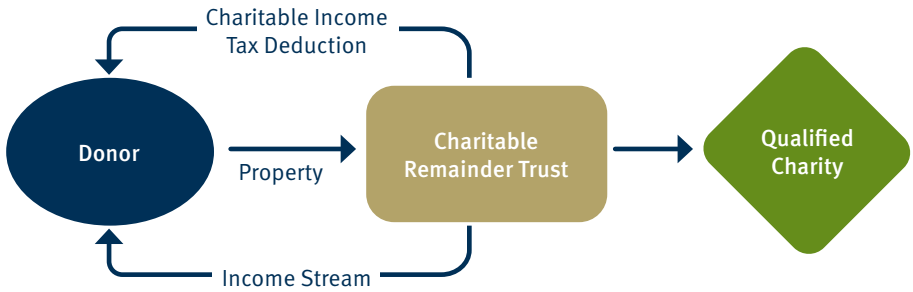 Charitable Income
Tax Deduction
Donor
Property
Charitable
Remainder Trust
Qualified
Charity
Income Stream